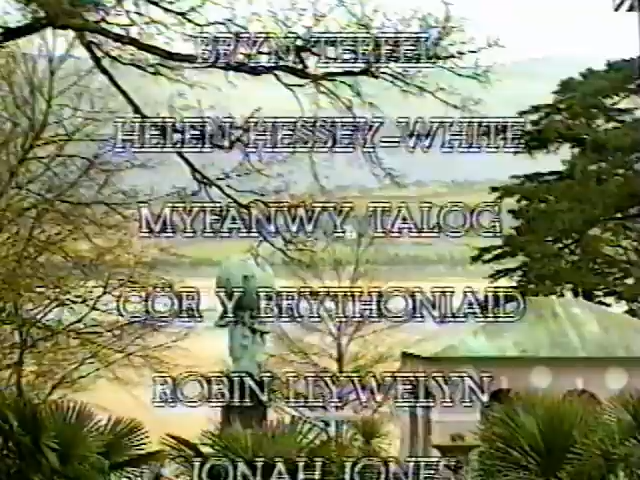 BRYN TERFEL
HELEN HESSEY-WHITE
MYFANWY TALOG
CÔR Y BRYTHONIAID
ROBIN LLYWELYN
JONAH JONES